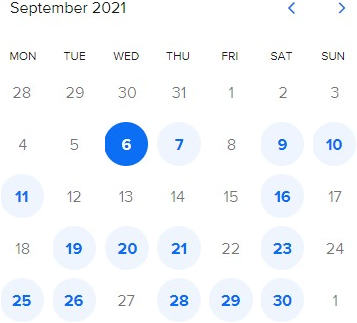 September 2021
MON TUE WED THU FRI SAT SUN
28 29 30 31 1 2 3
4 5 6 7 8 9 10
11 12 13 14 15 16 17
18 19 20 21 22 23 24
25 26 27 28 29 30 1